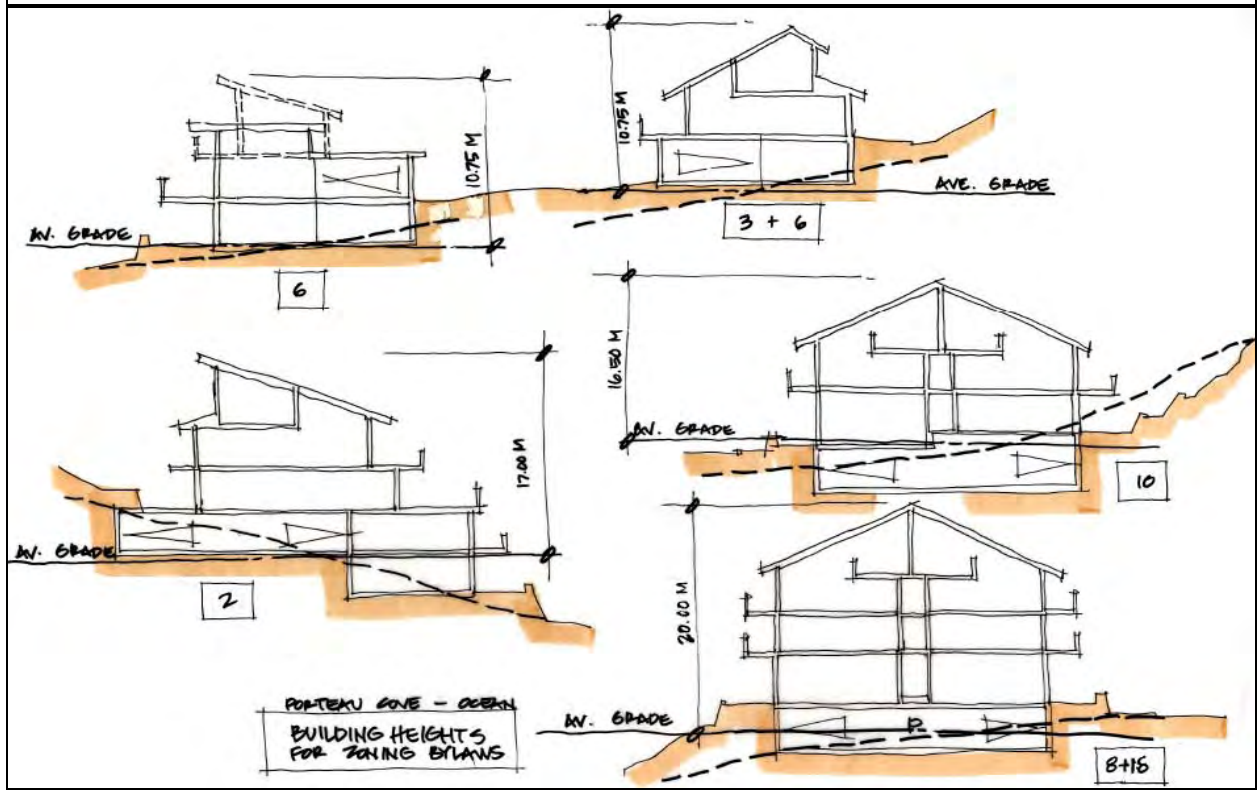 10.75 M
AV. GRADE
6
10.75 M
AVE. GRADE
3 + 6
17.00 M
AV. GRADE
2
16.50 M
AV. GRADE
10
20.00 M
AV. GRADE
P.
8+15
PORTEAU COVE - OCEAN
BUILDING HEIGHTS
FOR ZONING BYLAWS